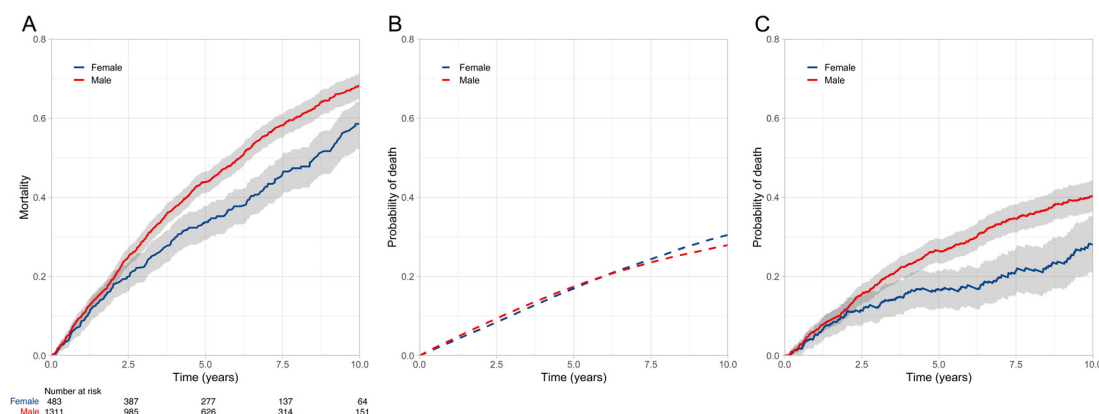 A
0.8
0.6
0.4
0.2
0.0
Mortality
Female
Male
0.0 2.5 5.0 7.5 10.0
Time (years)
Number at risk
Female 483 387 277 137 64
Male 1311 985 626 314 151
B
0.8
0.6
0.4
0.2
0.0
Probability of death
Female
Male
0.0 2.5 5.0 7.5 10.0
Time (years)
C
0.8
0.6
0.4
0.2
0.0
Probability of death
Female
Male
0.0 2.5 5.0 7.5 10.0
Time (years)